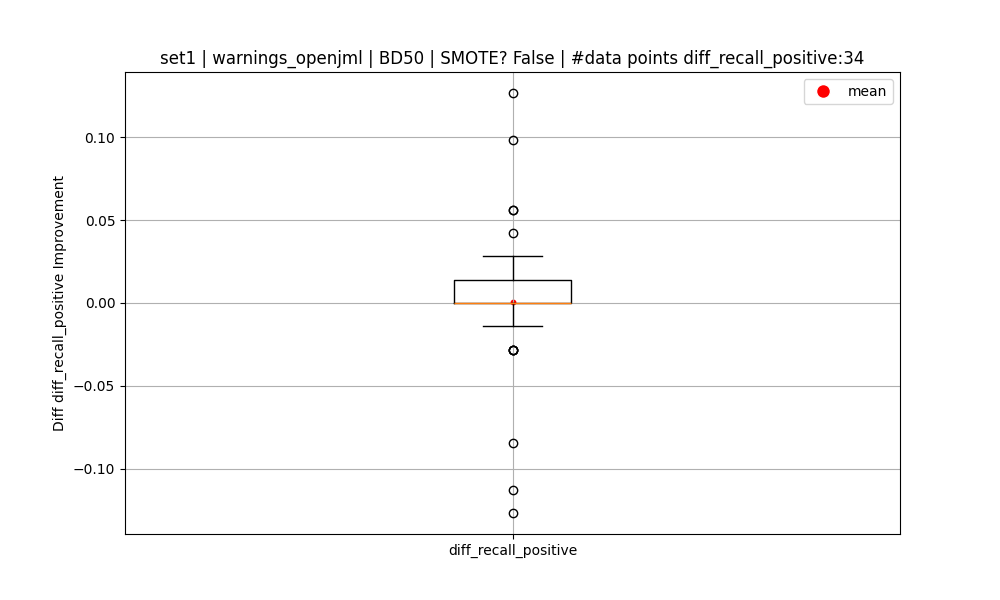 set1 | warnings_openjml | BD50 | SMOTE? False | #data points diff_recall_positive:34
mean
0.10
0.05
0.00
−0.05
−0.10
Diff diff_recall_positive Improvement
diff_recall_positive